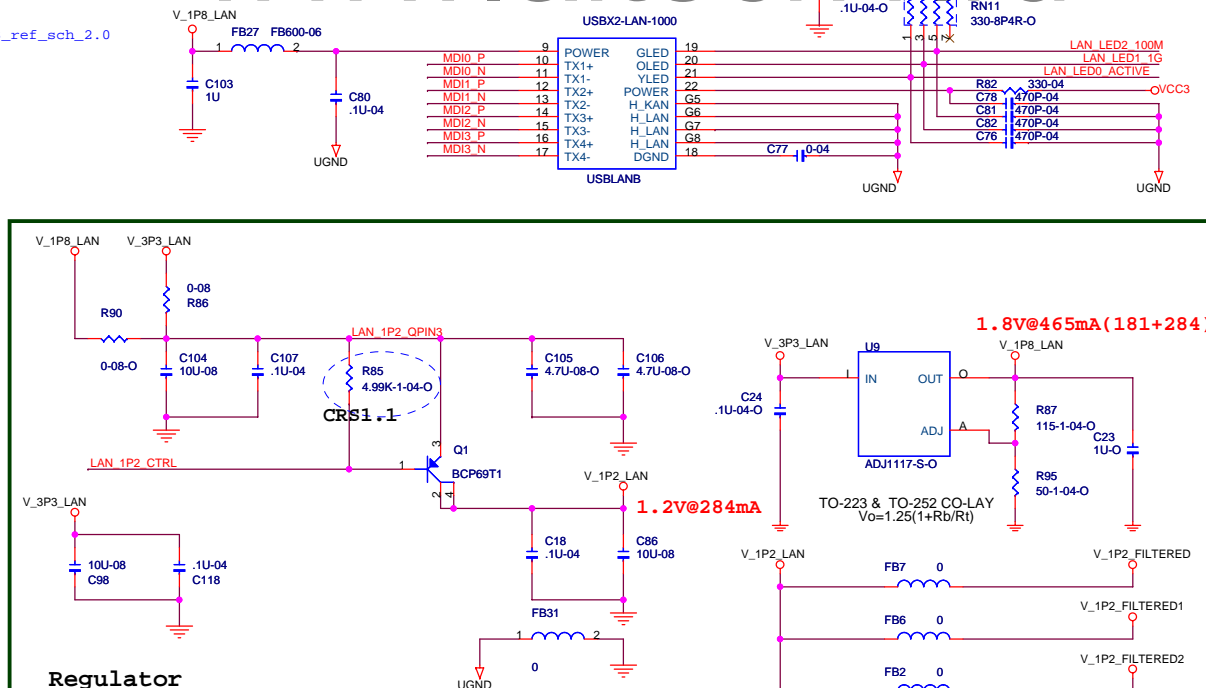 V_1P8_LAN
_ref_sch_2.0
FB27 FB600-06
1 2
C103
1U
C80
.1U-04
UGND
USBX2-LAN-1000
MDI0_P 10 TX1+
MDI0_N 11 TX1-
MDI1_P 12 TX2+
MDI1_N 13 TX2-
MDI2_P 14 TX3+
MDI2_N 15 TX3-
MDI3_P 16 TX4+
MDI3_N 17 TX4-
9 POWER
GLED 19
OLED 20
YLED 21
POWER 22
H_KAN G5
H_LAN G6
H_LAN G7
H_LAN G8
DGND 18
USBLANB
C77 0-04
UGND
.1U-04-O
RN11
330-8P4R-O
1 3 5 7
LAN_LED2_100M
LAN_LED1_1G
LAN_LED0_ACTIVE
R82 330-04
VCC3
C78 470P-04
C81 470P-04
C82 470P-04
C76 470P-04
UGND
V_1P8_LAN V_3P3_LAN
0-08
R86
R90
0-08-O
LAN_1P2_QPIN3
C104
10U-08
C107
.1U-04
R85
4.99K-1-04-O
CRS1.1
C105
4.7U-08-O
C106
4.7U-08-O
LAN_1P2_CTRL
1
3
2
4
Q1
BCP69T1
V_1P2_LAN
1.2V@284mA
V_3P3_LAN
10U-08
C98
.1U-04
C118
C18
.1U-04
C86
10U-08
FB31
1 2
0
UGND
Regulator
1.8V@465mA(181+284)
V_3P3_LAN
U9
V_1P8_LAN
I IN OUT O
ADJ A
ADJ1117-S-O
C24
.1U-04-O
R87
115-1-04-O
C23
1U-O
R95
50-1-04-O
TO-223 & TO-252 CO-LAY
Vo=1.25(1+Rb/Rt)
V_1P2_LAN
V_1P2_FILTERED
FB7 0
V_1P2_FILTERED1
FB6 0
V_1P2_FILTERED2
FB2 0